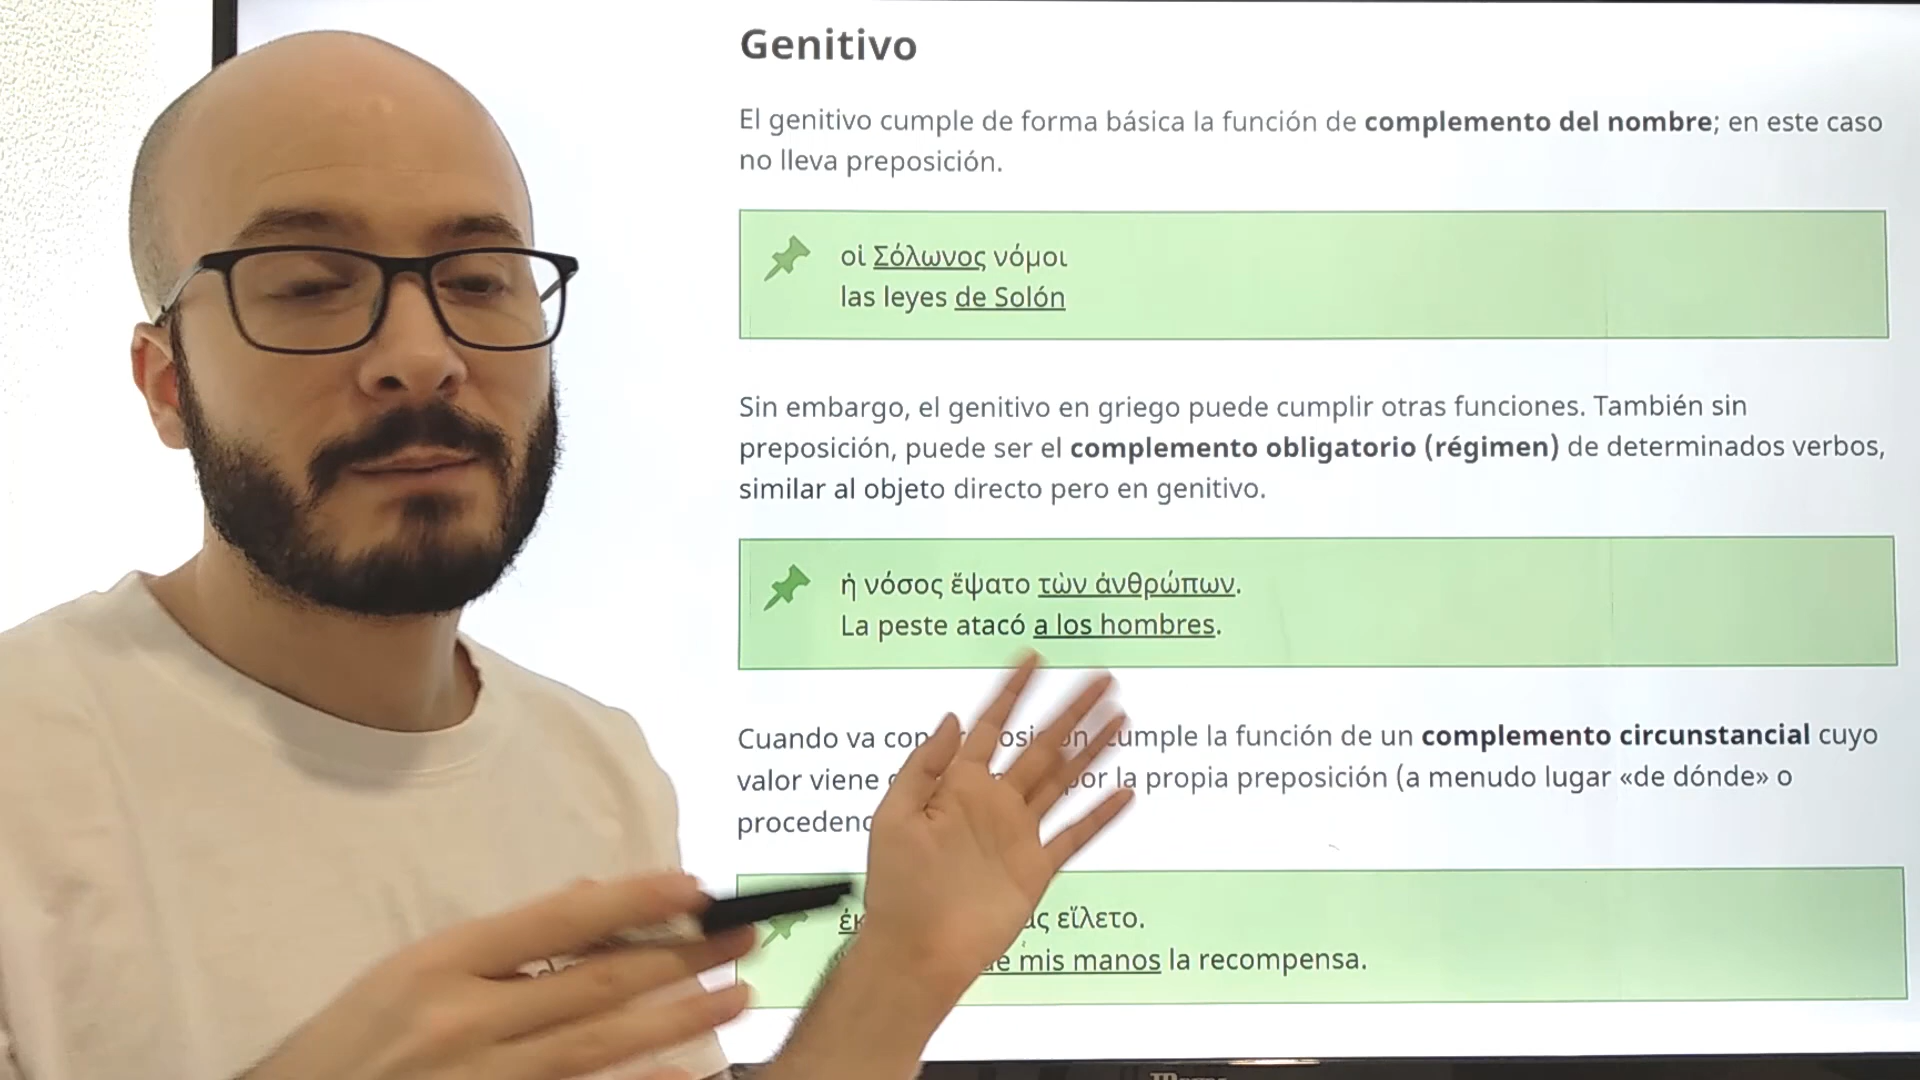 Genitivo
El genitivo cumple de forma básica la función de complemento del nombre; en este caso
no lleva preposición.
οἱ Σόλωνος νόμοι
las leyes de Solón
Sin embargo, el genitivo en griego puede cumplir otras funciones. También sin
preposición, puede ser el complemento obligatorio (régimen) de determinados verbos,
similar al objeto directo pero en genitivo.
ἡ νόσος ἔψατο τὼν ἀνθρώπων.
La peste atacó a los hombres.
Cuando va con cumple la función de un complemento circunstancial cuyo
valor viene por la propia preposición (a menudo lugar «de dónde» o
εἵλετο.
de mis manos la recompensa.